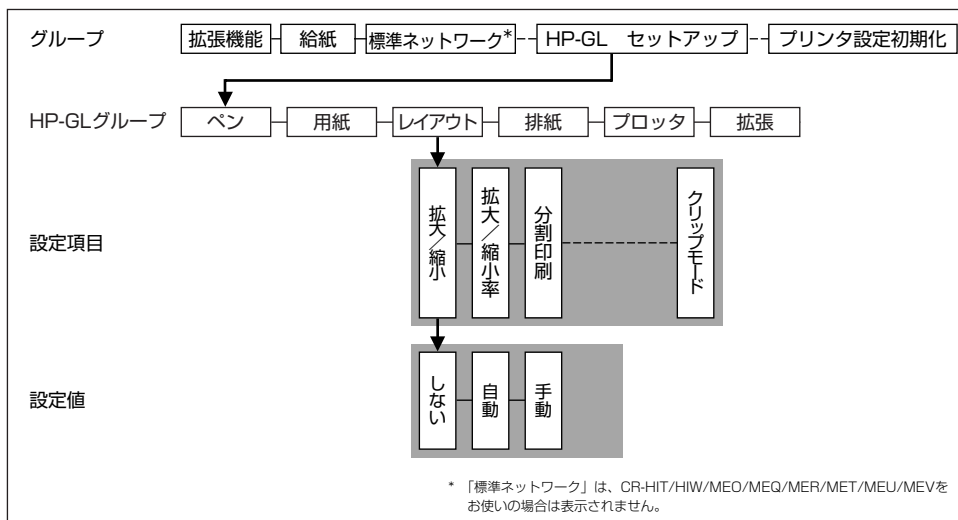 グループ 拡張機能 給紙 標準ネットワーク* HP-GL セットアップ プリンタ設定初期化
HP-GLグループ ペン 用紙 レイアウト 排紙 プロッタ 拡張
設定項目 拡大／縮小 拡大／縮小率 分割印刷 クリップモード
設定値 しない 自動 手動
* 「標準ネットワーク」は、CR-HIT/HIW/MEO/MEQ/MER/MET/MEU/MEVを
お使いの場合は表示されません。